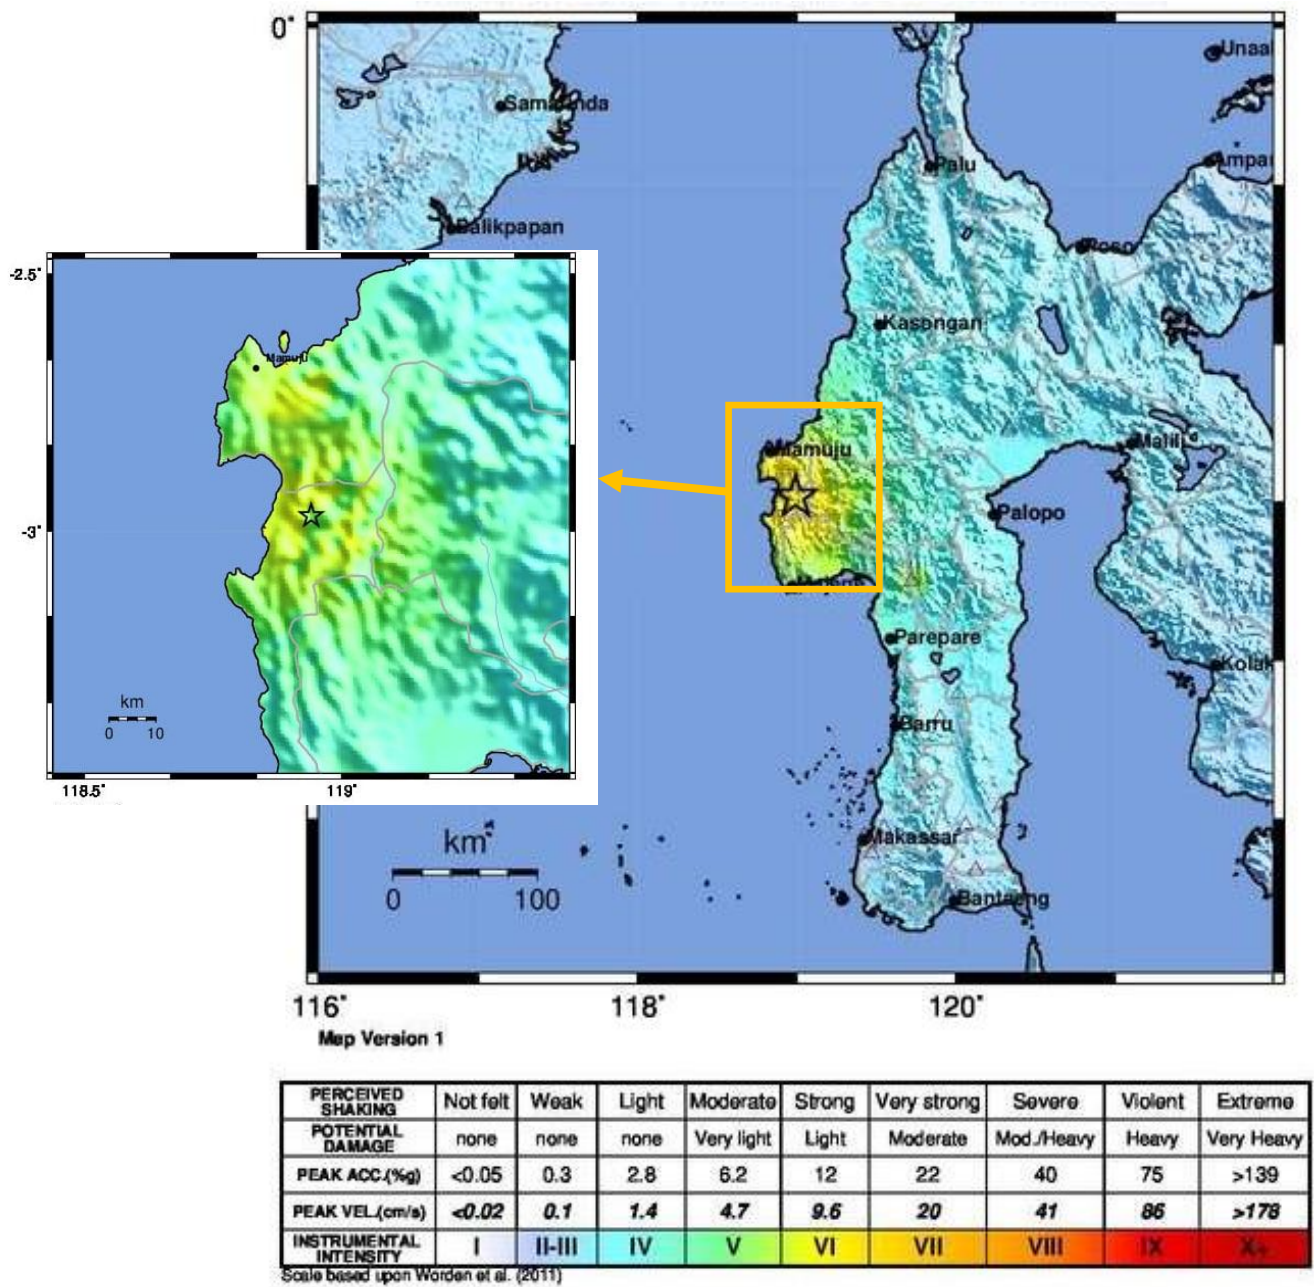 0°
Unaa
Samarinda
Palu
Ampa
Balikpapan
Poso
-2.5°
Kasongan
Mamuju
Mamuju
Malili
Palopo
-3°
Parepare
Kolak
km
0 10
Barru
118.5° 119°
km
0 100
Makassar
Bantaeng
116° 118° 120°
Map Version 1
PERCEIVED SHAKING Not felt Weak Light Moderate Strong Very strong Severe Violent Extreme
POTENTIAL DAMAGE none none none Very light Light Moderate Mod./Heavy Heavy Very Heavy
PEAK ACC.(%g) <0.05 0.3 2.8 6.2 12 22 40 75 >139
PEAK VEL.(cm/s) <0.02 0.1 1.4 4.7 9.6 20 41 86 >178
INSTRUMENTAL INTENSITY I II-III IV V VI VII VIII IX X+
Scale based upon Worden et al. (2011)